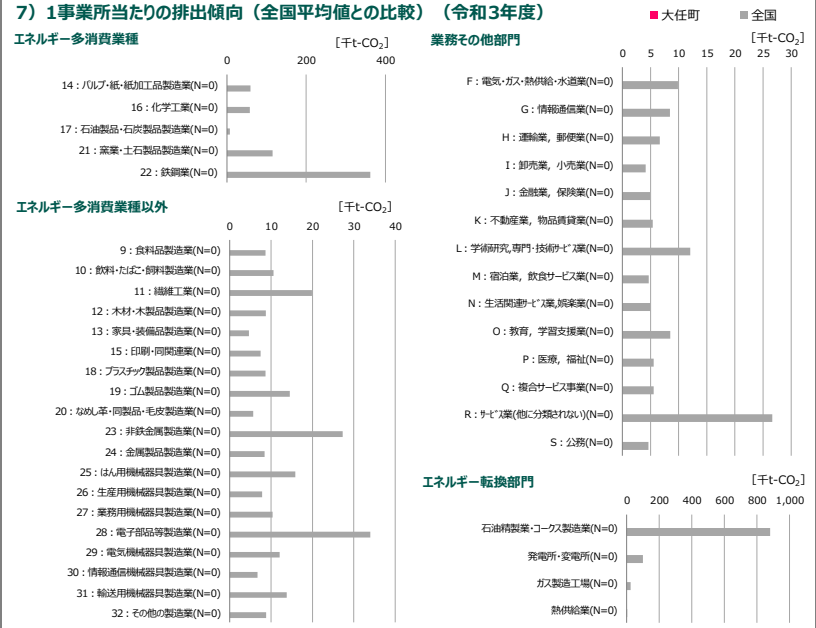 7）1事業所当たりの排出傾向（全国平均値との比較）（令和3年度）
■大任町 ■全国
エネルギー多消費業種
［千t-CO₂］
0 200 400
14：パルプ・紙・紙加工品製造業(N=0)
16：化学工業(N=0)
17：石油製品・石炭製品製造業(N=0)
21：窯業・土石製品製造業(N=0)
22：鉄鋼業(N=0)
エネルギー多消費業種以外
［千t-CO₂］
0 10 20 30 40
9：食料品製造業(N=0)
10：飲料・たばこ・飼料製造業(N=0)
11：繊維工業(N=0)
12：木材・木製品製造業(N=0)
13：家具・装備品製造業(N=0)
15：印刷・同関連業(N=0)
18：プラスチック製品製造業(N=0)
19：ゴム製品製造業(N=0)
20：なめし革・同製品・毛皮製造業(N=0)
23：非鉄金属製造業(N=0)
24：金属製品製造業(N=0)
25：はん用機械器具製造業(N=0)
26：生産用機械器具製造業(N=0)
27：業務用機械器具製造業(N=0)
28：電子部品等製造業(N=0)
29：電気機械器具製造業(N=0)
30：情報通信機械器具製造業(N=0)
31：輸送用機械器具製造業(N=0)
32：その他の製造業(N=0)
業務その他部門
［千t-CO₂］
0 5 10 15 20 25 30
F：電気・ガス・熱供給・水道業(N=0)
G：情報通信業(N=0)
H：運輸業，郵便業(N=0)
I：卸売業，小売業(N=0)
J：金融業，保険業(N=0)
K：不動産業，物品賃貸業(N=0)
L：学術研究,専門・技術サービス業(N=0)
M：宿泊業，飲食サービス業(N=0)
N：生活関連サービス業,娯楽業(N=0)
O：教育，学習支援業(N=0)
P：医療，福祉(N=0)
Q：複合サービス事業(N=0)
R：サービス業(他に分類されない)(N=0)
S：公務(N=0)
エネルギー転換部門
［千t-CO₂］
0 200 400 600 800 1,000
石油精製業・コークス製造業(N=0)
発電所・変電所(N=0)
ガス製造工場(N=0)
熱供給業(N=0)